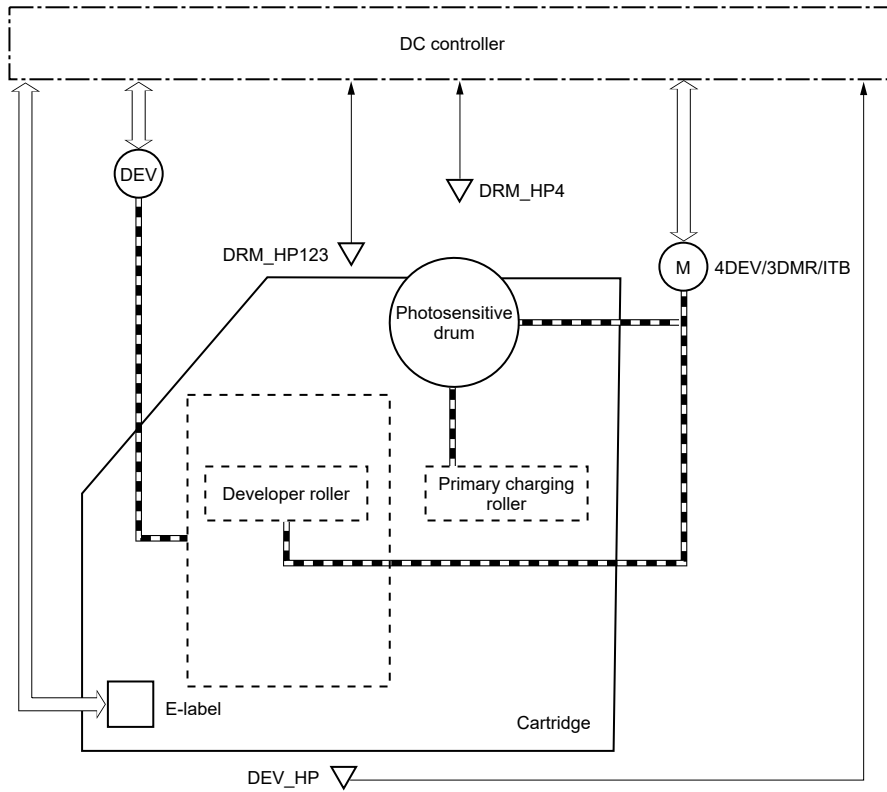 DC controller
DEV
DRM_HP4
DRM_HP123
M
4DEV/3DMR/ITB
Photosensitive
drum
Developer roller
Primary charging
roller
E-label
Cartridge
DEV_HP